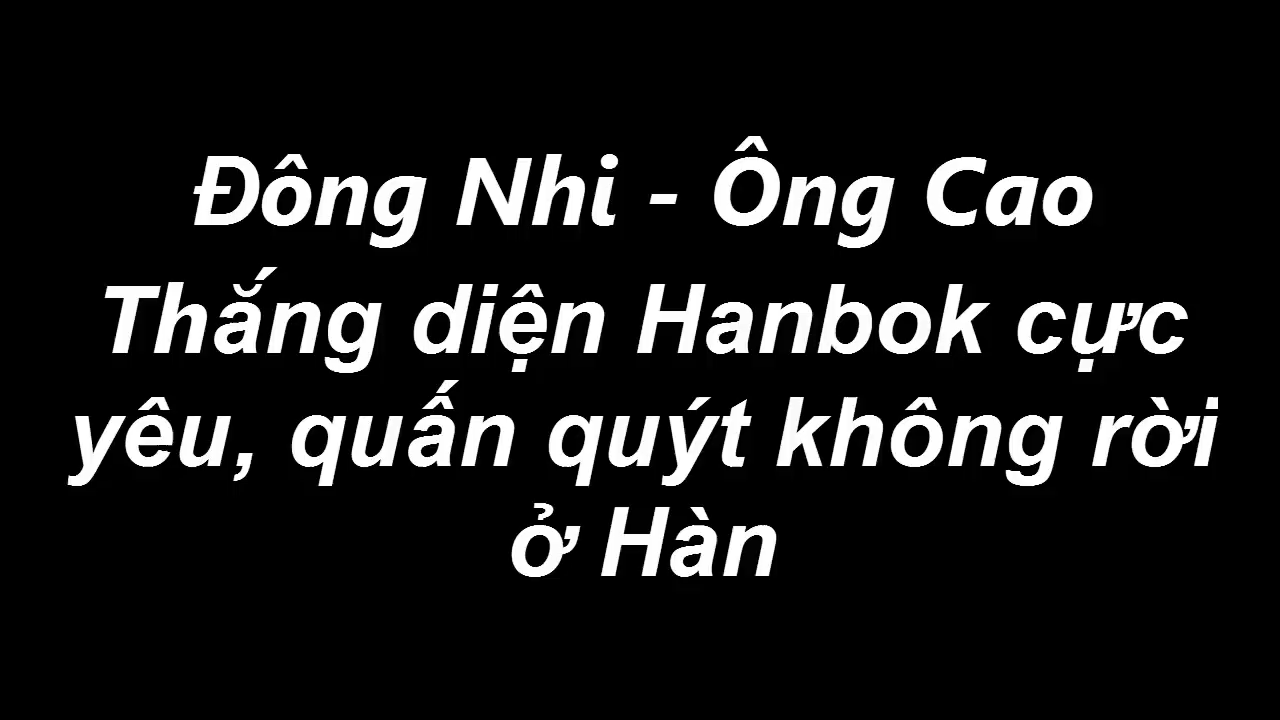 Đông Nhi - Ông Cao
Thắng diện Hanbok cực
yêu, quấn quýt không rời
ở Hàn